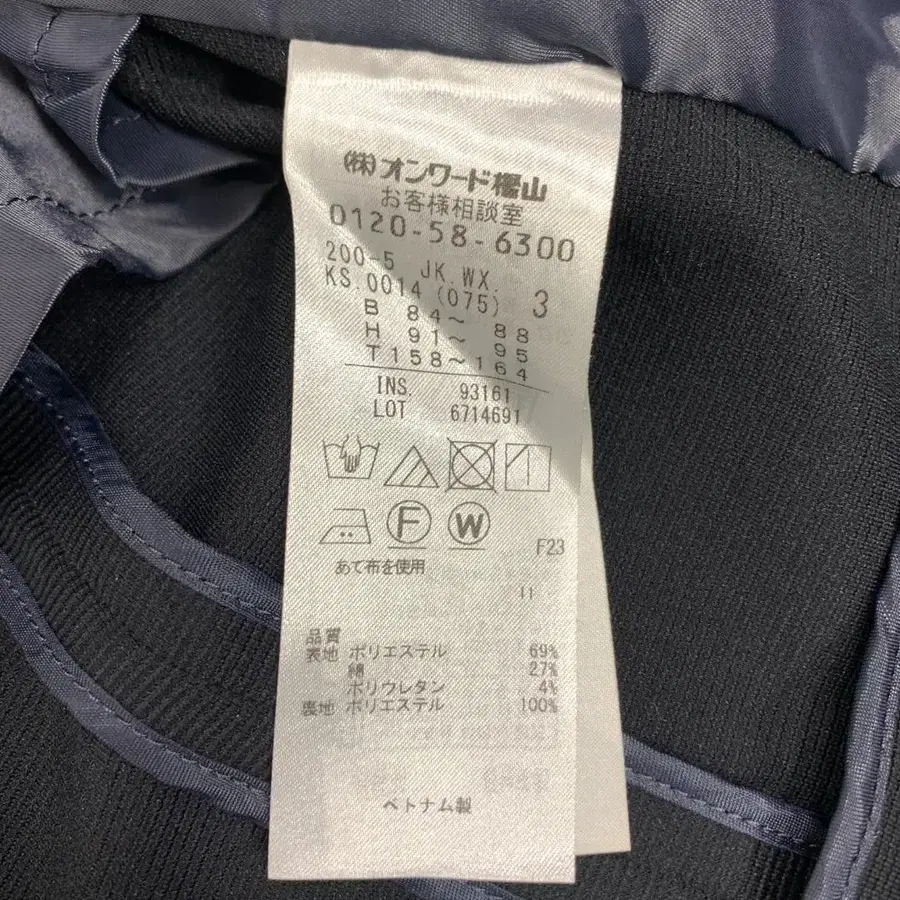 (株)オンワード樫山
お客様相談室
0120-58-6300
200-5 JK.WX.
KS.0014 (075) 3
B 84～ 88
H 91～ 95
T158～164
INS. 93161
LOT 6714691
F W
F23
あて布を使用
11
品質
表地 ポリエステル 69%
綿 27%
ポリウレタン 4%
裏地 ポリエステル 100%
ベトナム製